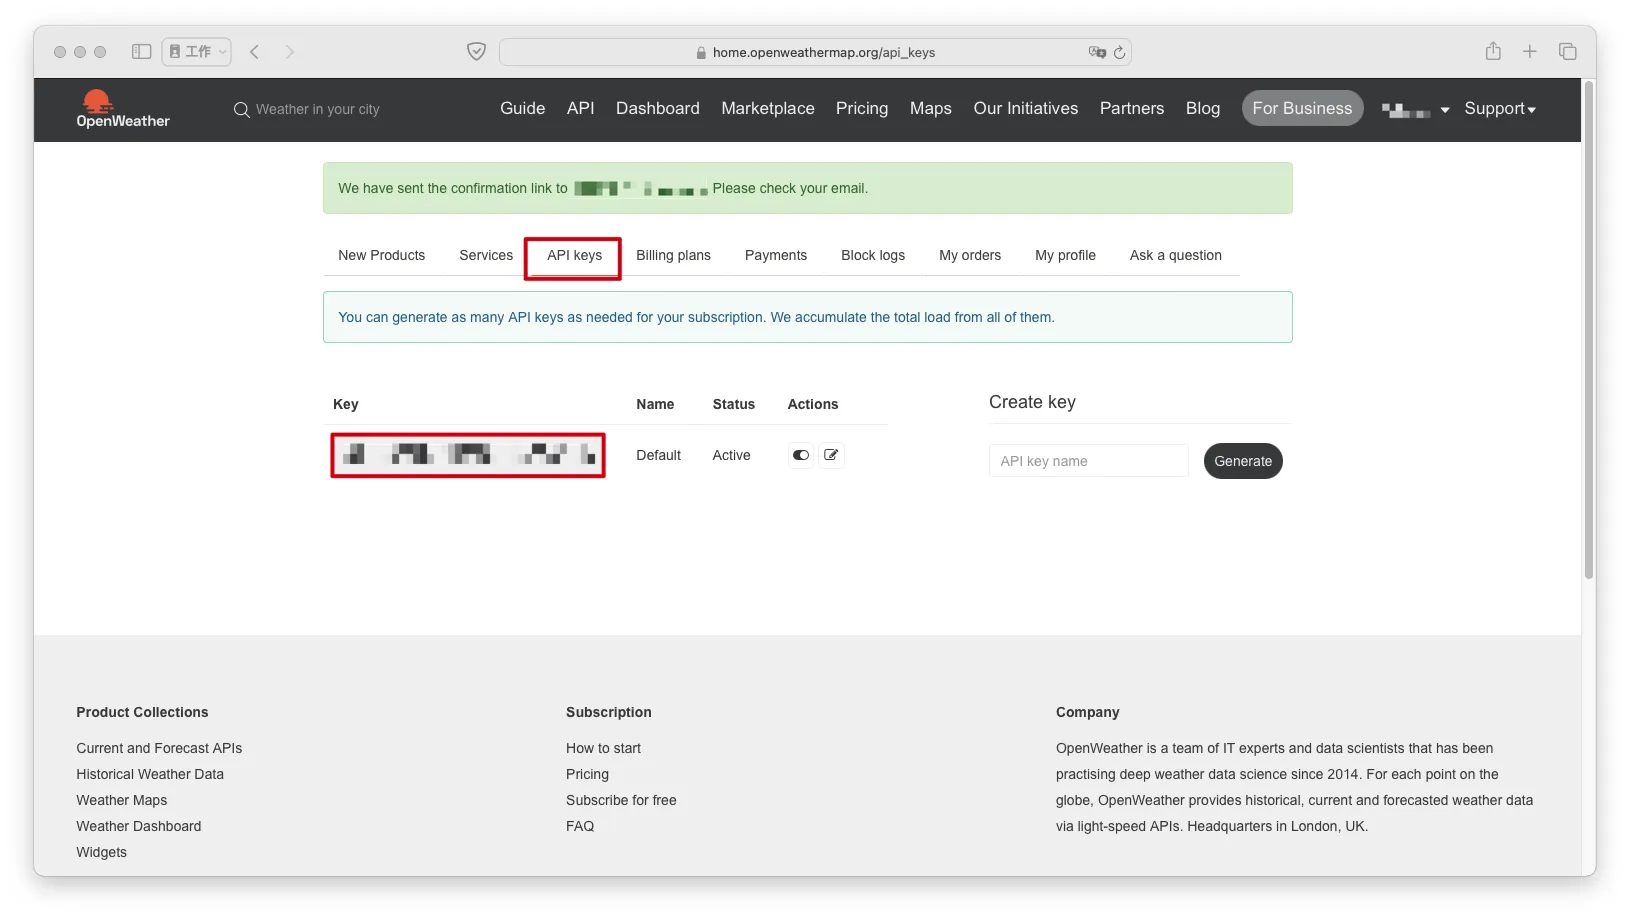 工作
home.openweathermap.org/api_keys
OpenWeather
Weather in your city
Guide API Dashboard Marketplace Pricing Maps Our Initiatives Partners Blog For Business Support
We have sent the confirmation link to Please check your email.
New Products Services API keys Billing plans Payments Block logs My orders My profile Ask a question
You can generate as many API keys as needed for your subscription. We accumulate the total load from all of them.
Key Name Status Actions
Default Active
Create key
API key name Generate
Product Collections
Current and Forecast APIs
Historical Weather Data
Weather Maps
Weather Dashboard
Widgets
Subscription
How to start
Pricing
Subscribe for free
FAQ
Company
OpenWeather is a team of IT experts and data scientists that has been
practising deep weather data science since 2014. For each point on the
globe, OpenWeather provides historical, current and forecasted weather data
via light-speed APIs. Headquarters in London, UK.